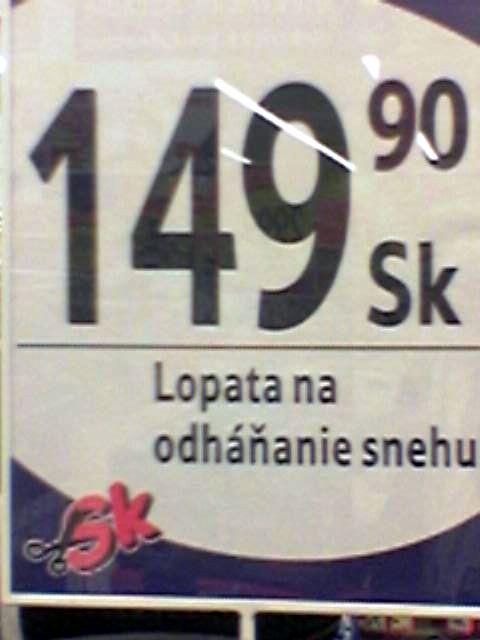 149 90
Sk
Lopata na
odháňanie snehu
Sk